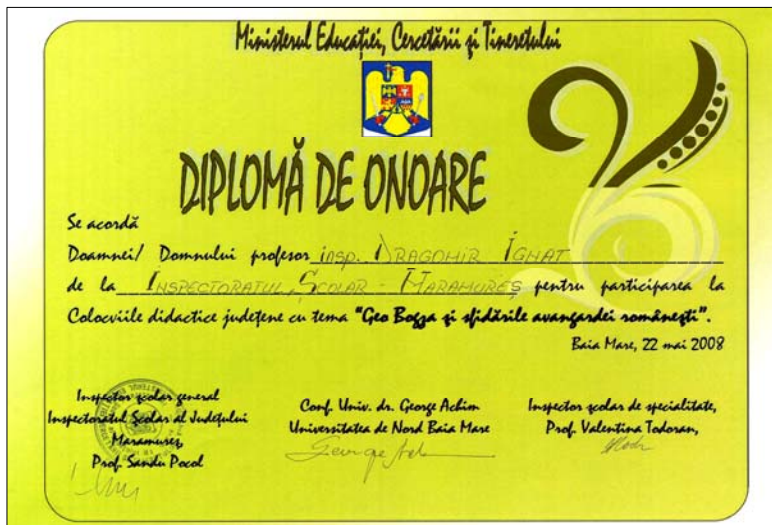 Ministerul Educației, Cercetării și Tineretului
DIPLOMĂ DE ONOARE
Se acordă
Doamnei/ Domnului profesor insp. DRAGOMIR IGNAT
de la INSPECTORATUL ȘCOLAR - MARAMUREȘ pentru participarea la
Colocviile didactice județene cu tema "Geo Bogza și sfidările avangardei românești".
Baia Mare, 22 mai 2008
Inspector școlar general
Inspectoratul Școlar al Județului
Maramureș,
Prof. Sandu Pocol
Conf. Univ. dr. George Achim
Universitatea de Nord Baia Mare
Inspector școlar de specialitate,
Prof. Valentina Todoran,